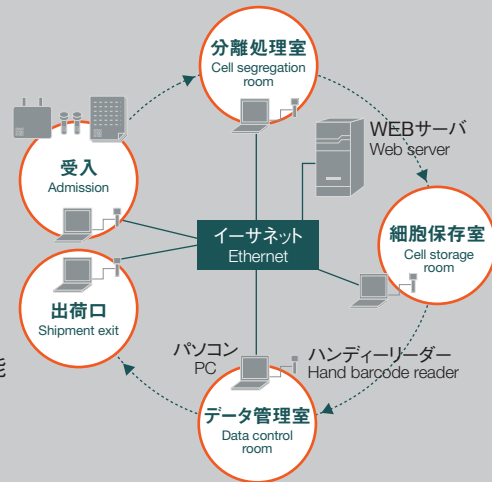 分離処理室
Cell segregation
room
WEBサーバ
Web server
受入
Admission
イーサネット
Ethernet
細胞保存室
Cell storage
room
出荷口
Shipment exit
能
パソコン
PC
ハンディーリーダー
Hand barcode reader
データ管理室
Data control
room